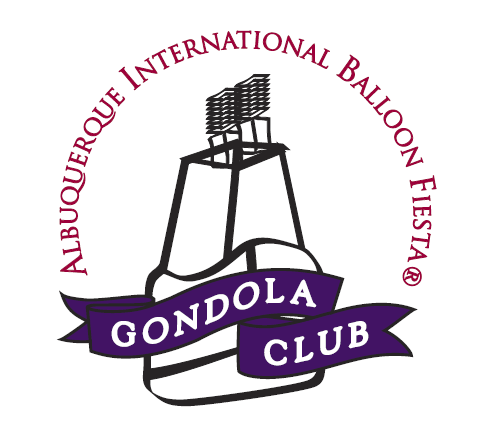 ALBUQUERQUE INTERNATIONAL BALLOON FIESTA®
GONDOLA
CLUB